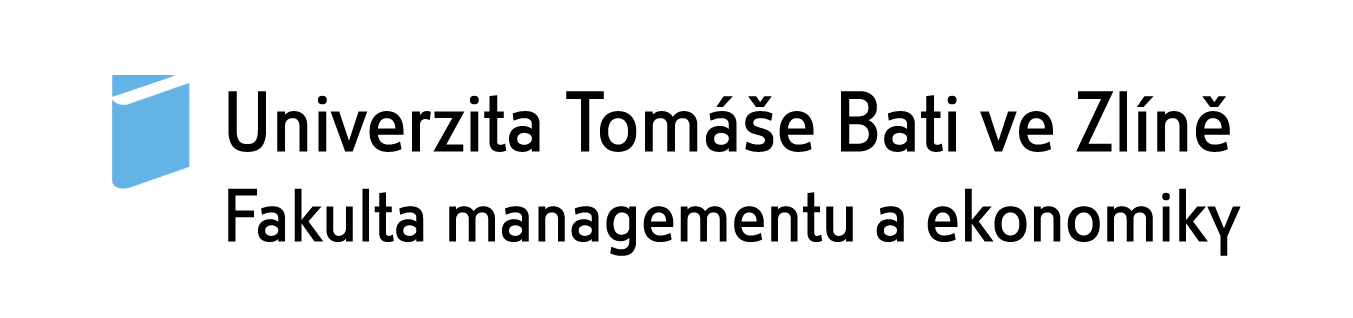 Univerzita Tomáše Bati ve Zlíně
Fakulta managementu a ekonomiky